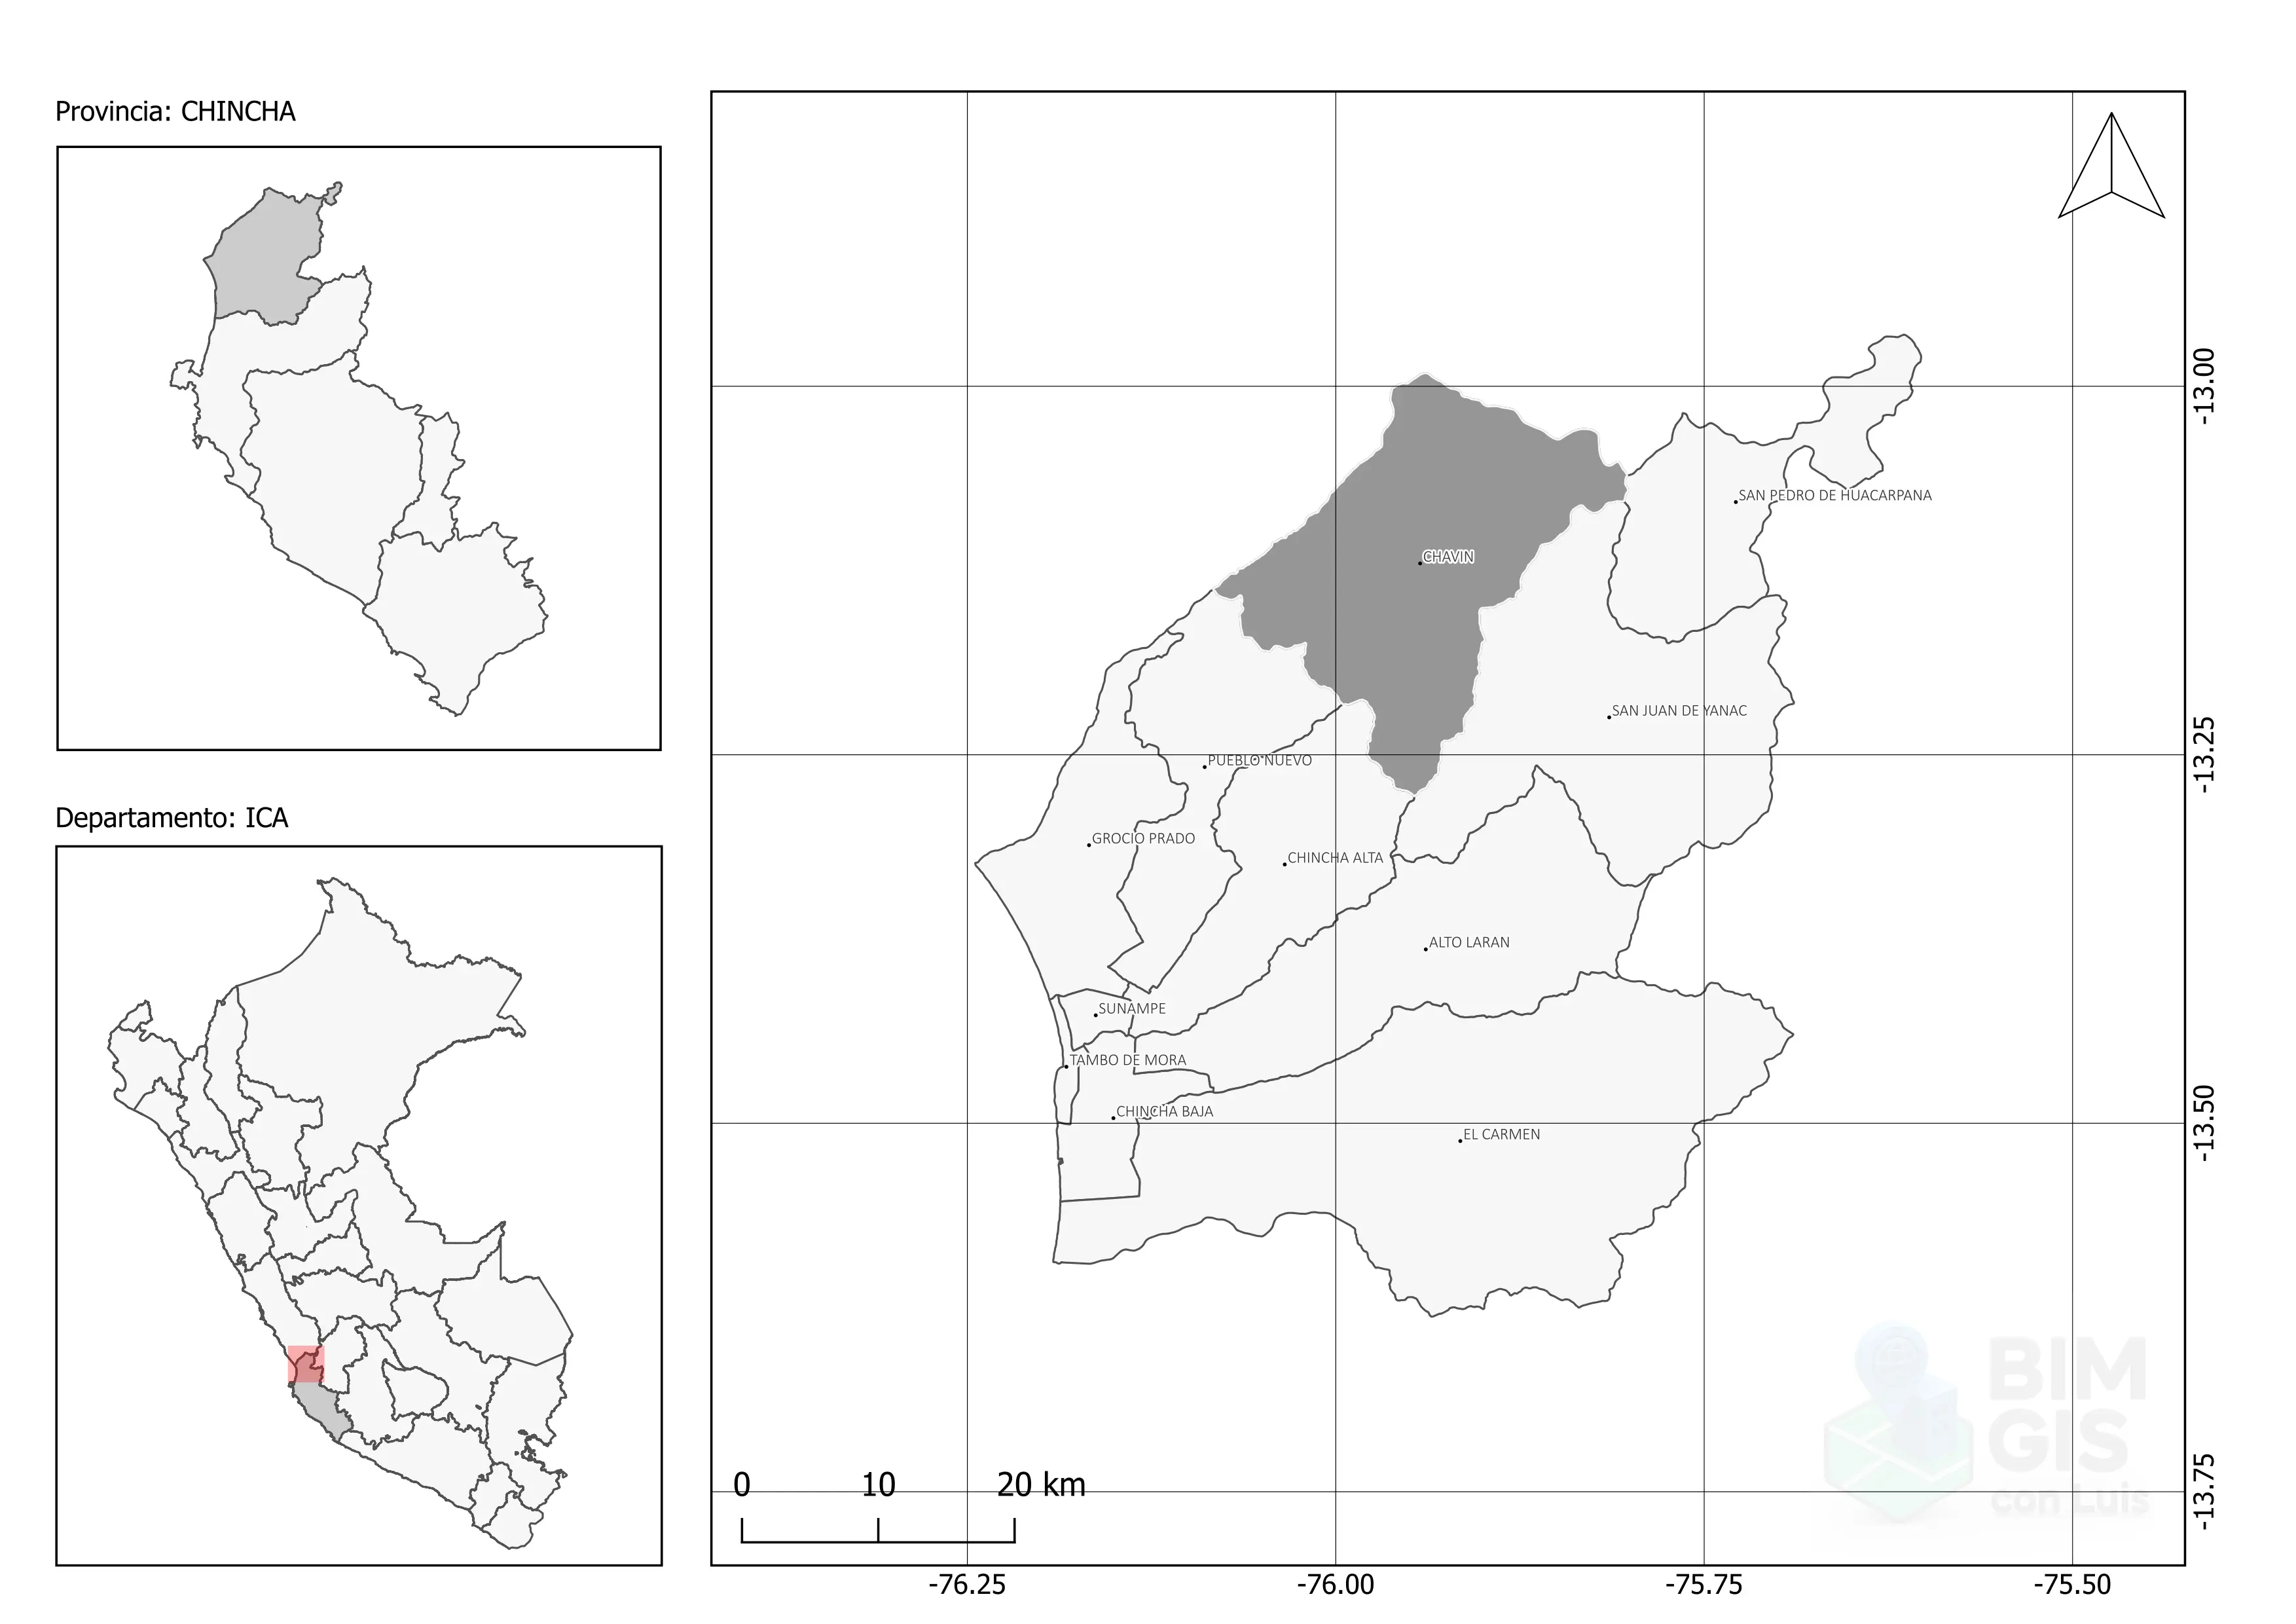 Provincia: CHINCHA
Departamento: ICA
SAN PEDRO DE HUACARPANA
CHAVIN
SAN JUAN DE YANAC
PUEBLO NUEVO
GROCIO PRADO
CHINCHA ALTA
ALTO LARAN
SUNAMPE
TAMBO DE MORA
CHINCHA BAJA
EL CARMEN
-13.00
-13.25
-13.50
-13.75
0 10 20 km
-76.25 -76.00 -75.75 -75.50
BIM
GIS
con Luis